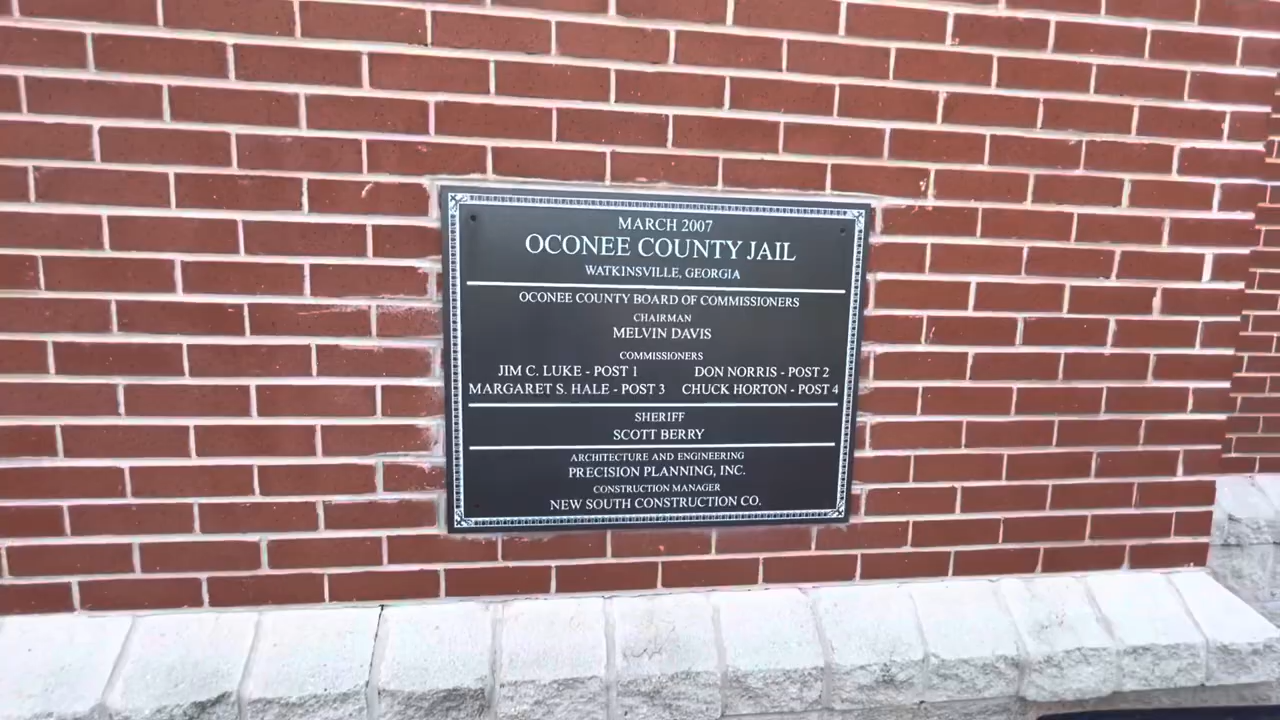 MARCH 2007
OCONEE COUNTY JAIL
WATKINSVILLE, GEORGIA
OCONEE COUNTY BOARD OF COMMISSIONERS
CHAIRMAN
MELVIN DAVIS
COMMISSIONERS
JIM C. LUKE - POST 1 DON NORRIS - POST 2
MARGARET S. HALE - POST 3 CHUCK HORTON - POST 4
SHERIFF
SCOTT BERRY
ARCHITECTURE AND ENGINEERING
PRECISION PLANNING, INC.
CONSTRUCTION MANAGER
NEW SOUTH CONSTRUCTION CO.